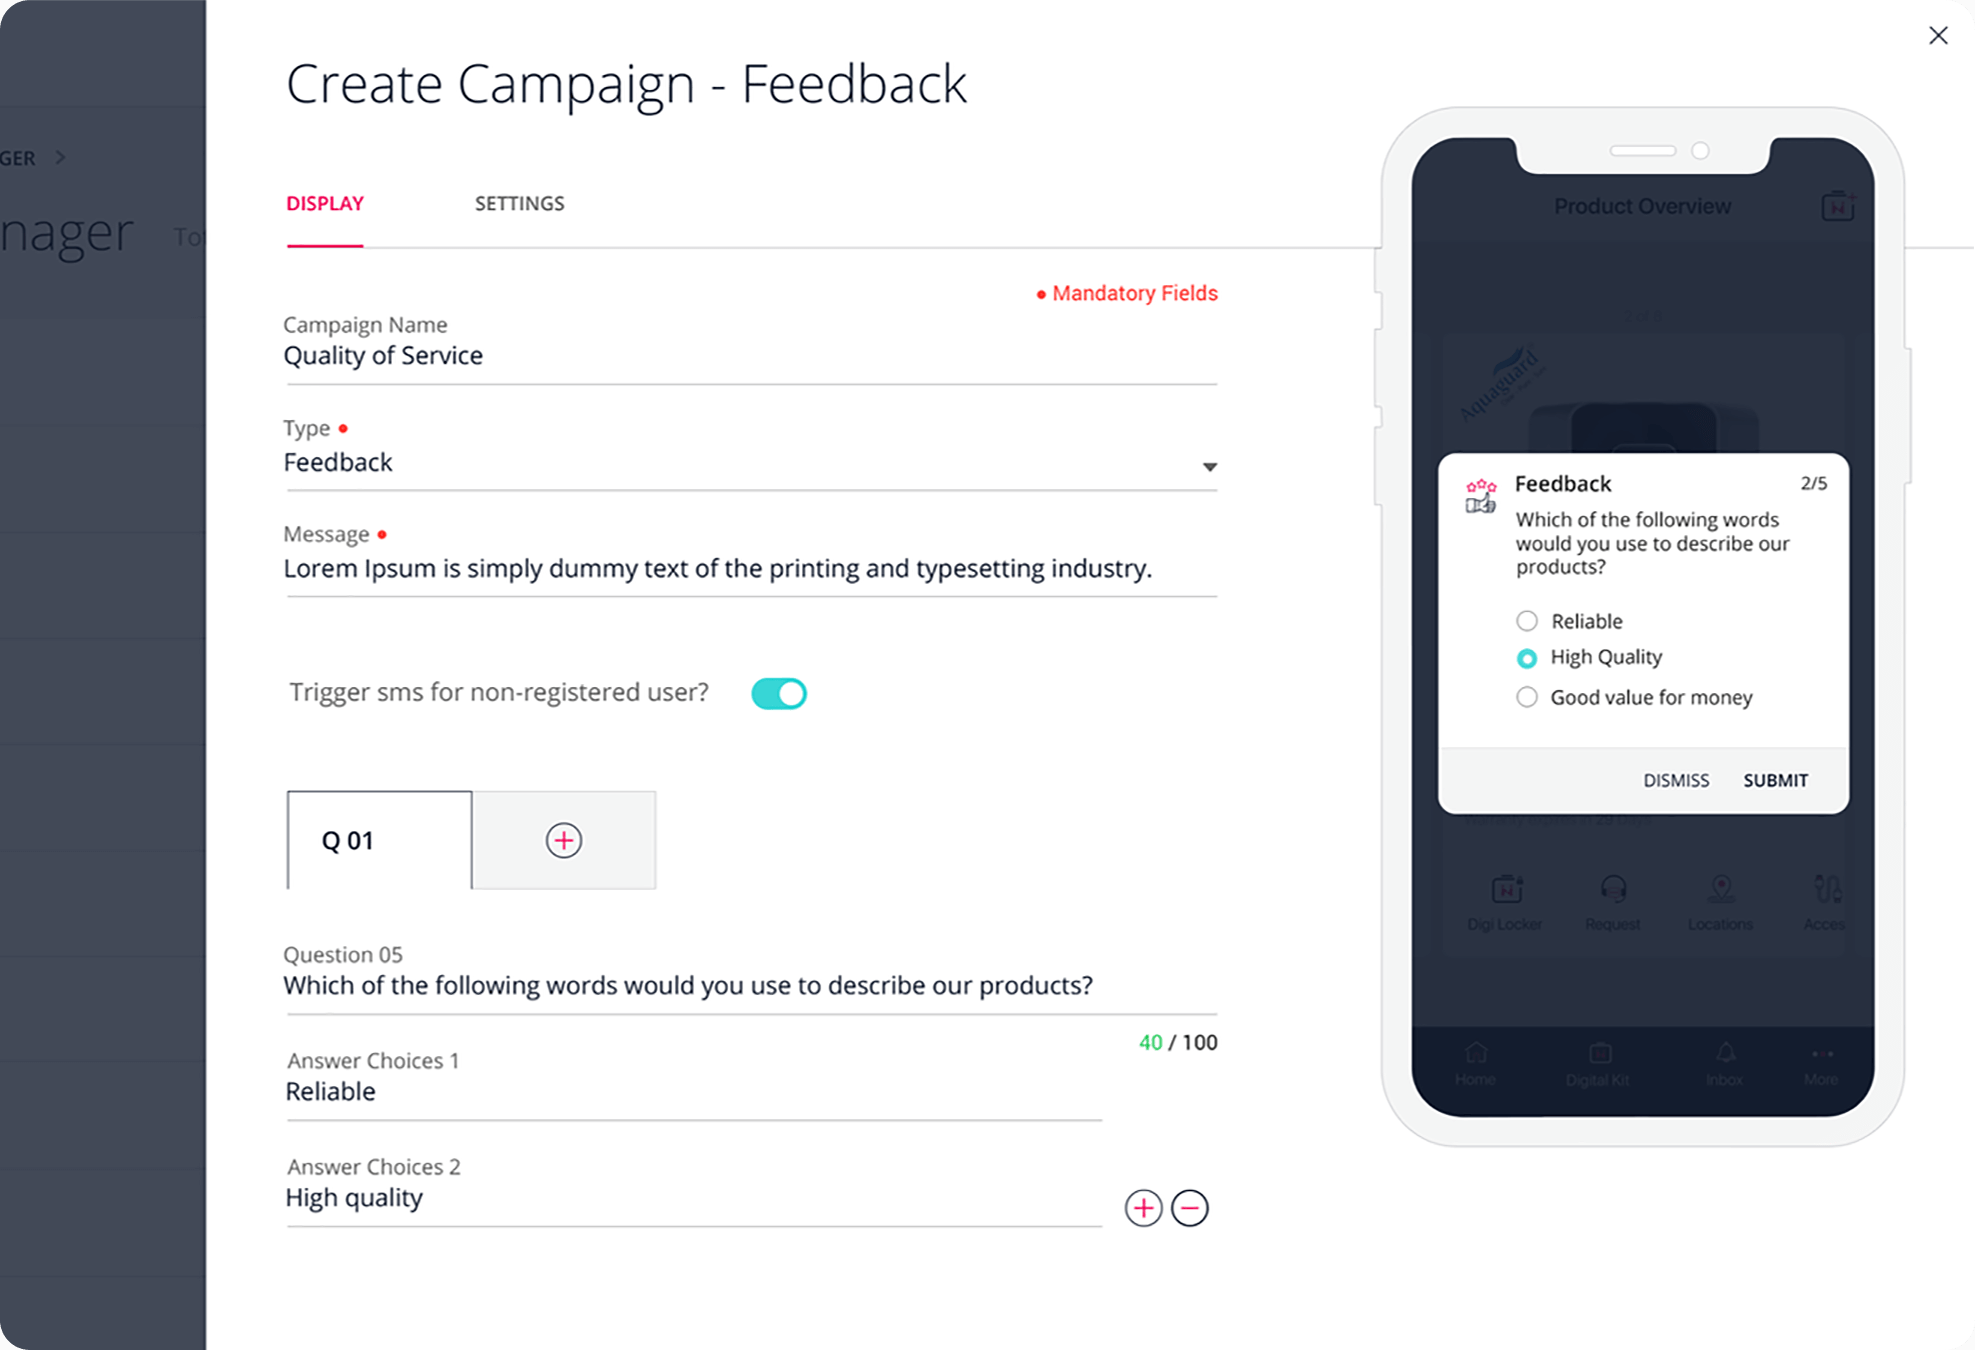 GER
nager
Create Campaign - Feedback
DISPLAY
SETTINGS
Mandatory Fields
Campaign Name
Quality of Service
Type
Feedback
Message
Lorem Ipsum is simply dummy text of the printing and typesetting industry.
Trigger sms for non-registered user?
Q 01
Question 05
Which of the following words would you use to describe our products?
40 / 100
Answer Choices 1
Reliable
Answer Choices 2
High quality
Product Overview
Aquaguard
Feedback
2/5
Which of the following words
would you use to describe our
products?
Reliable
High Quality
Good value for money
DISMISS
SUBMIT
Digi Locker
Request
Locations
Acces
Home
Digital Kit
Inbox
More